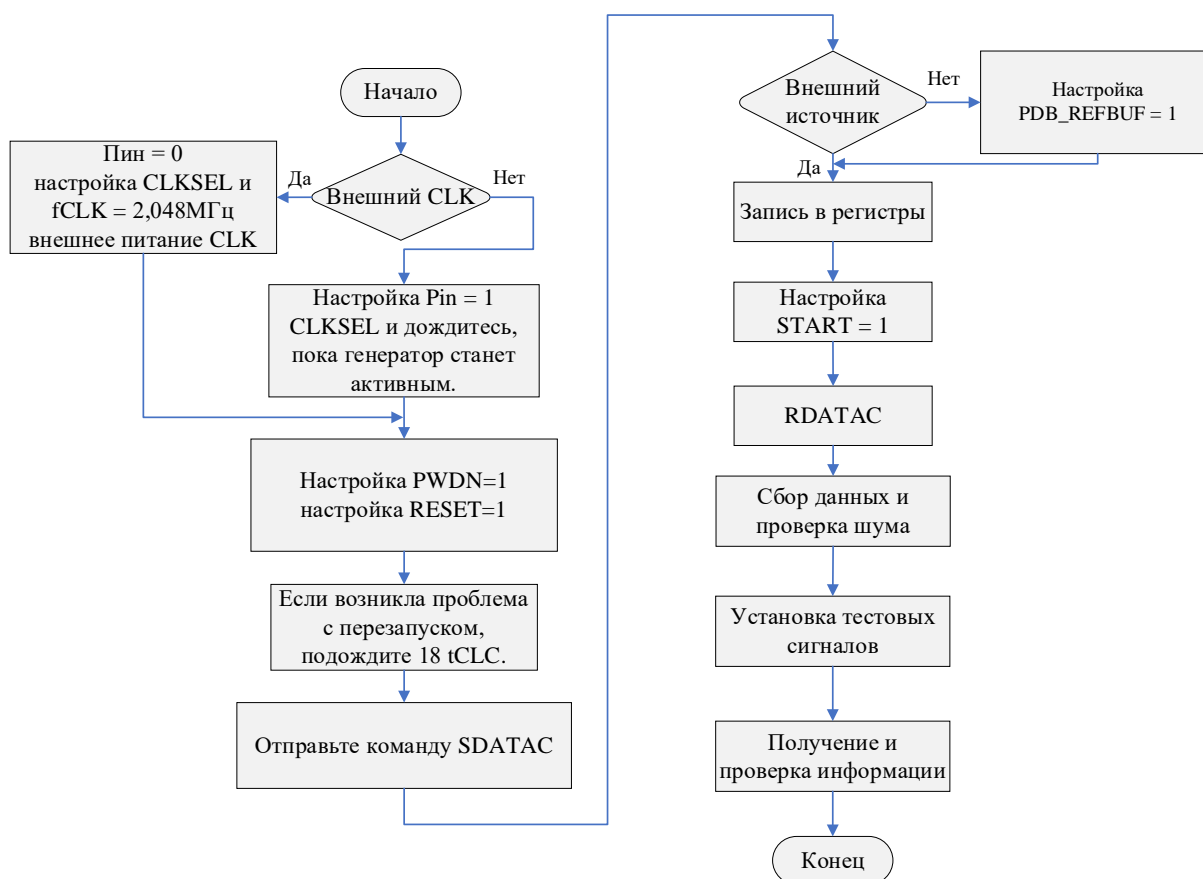 Начало
Внешний CLK
Да
Нет
Пин = 0
настройка CLKSEL и
fCLK = 2,048МГц
внешнее питание CLK
Настройка Pin = 1
CLKSEL и дождитесь,
пока генератор станет
активным.
Настройка PWDN=1
настройка RESET=1
Если возникла проблема
с перезапуском,
подождите 18 tCLC.
Отправьте команду SDATAC
Внешний
источник
Нет
Настройка
PDB_REFBUF = 1
Да
Запись в регистры
Настройка
START = 1
RDATAC
Сбор данных и
проверка шума
Установка тестовых
сигналов
Получение и
проверка информации
Конец